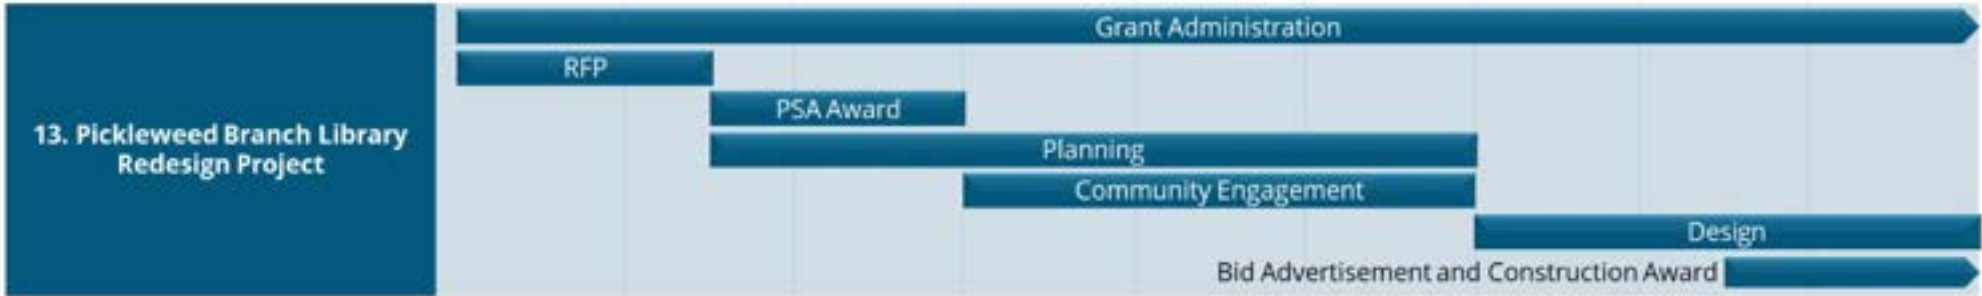 13. Pickleweed Branch Library
Redesign Project
Grant Administration
RFP
PSA Award
Planning
Community Engagement
Design
Bid Advertisement and Construction Award